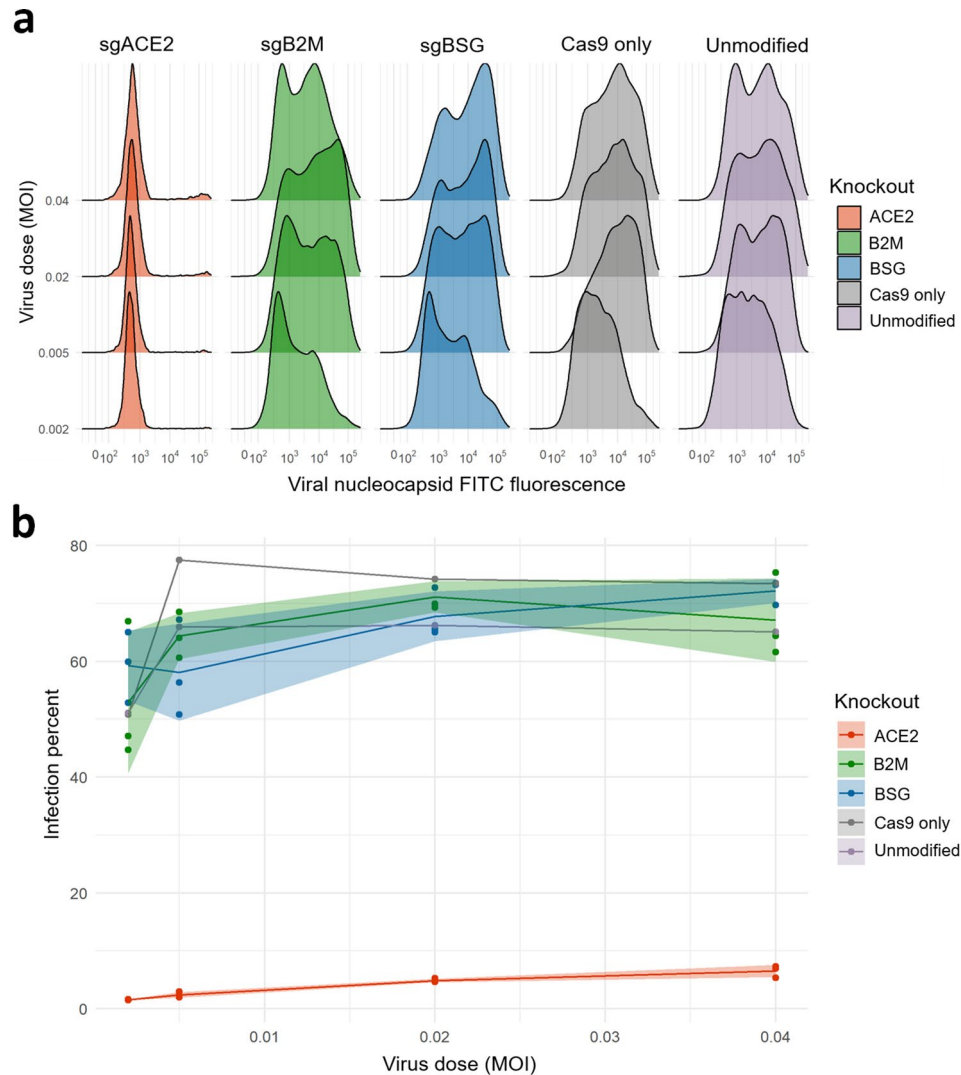 a
sgACE2 sgB2M sgBSG Cas9 only Unmodified
Virus dose (MOI)
0.04
0.02
0.005
0.002
0 10² 10³ 10⁴ 10⁵ 0 10² 10³ 10⁴ 10⁵ 0 10² 10³ 10⁴ 10⁵ 0 10² 10³ 10⁴ 10⁵ 0 10² 10³ 10⁴ 10⁵
Viral nucleocapsid FITC fluorescence
Knockout
ACE2
B2M
BSG
Cas9 only
Unmodified
b
Infection percent
80
60
40
20
0
0.01 0.02 0.03 0.04
Virus dose (MOI)
Knockout
ACE2
B2M
BSG
Cas9 only
Unmodified